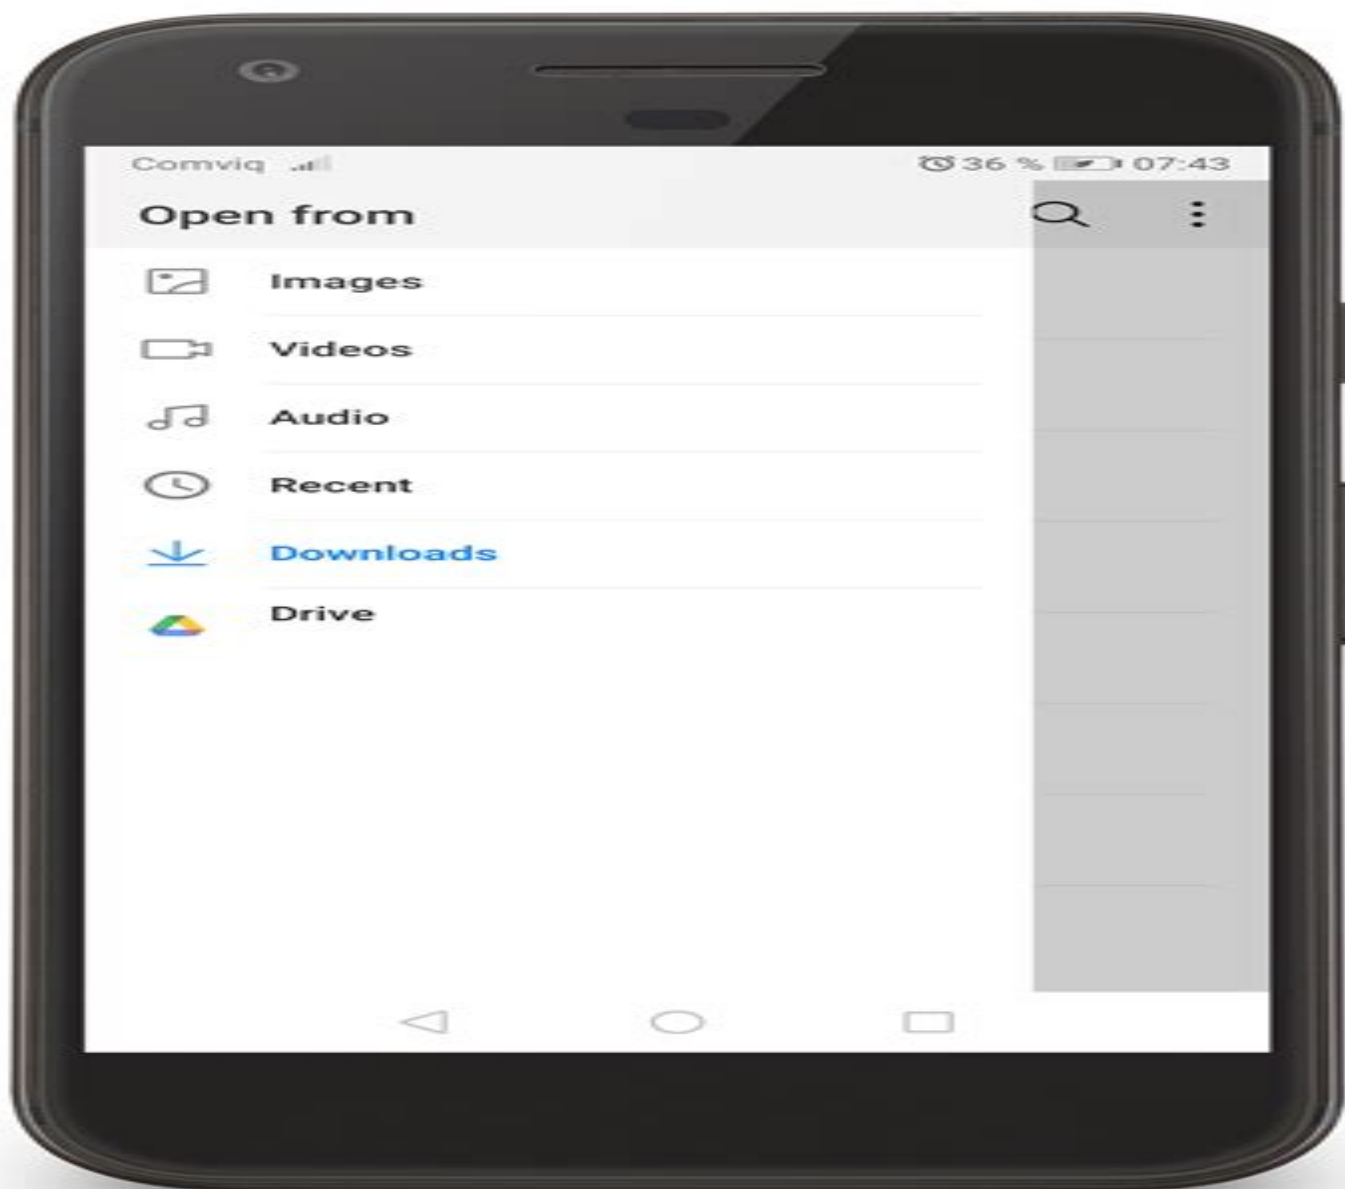 Comviq 36 % 07:43
Open from
Images
Videos
Audio
Recent
Downloads
Drive